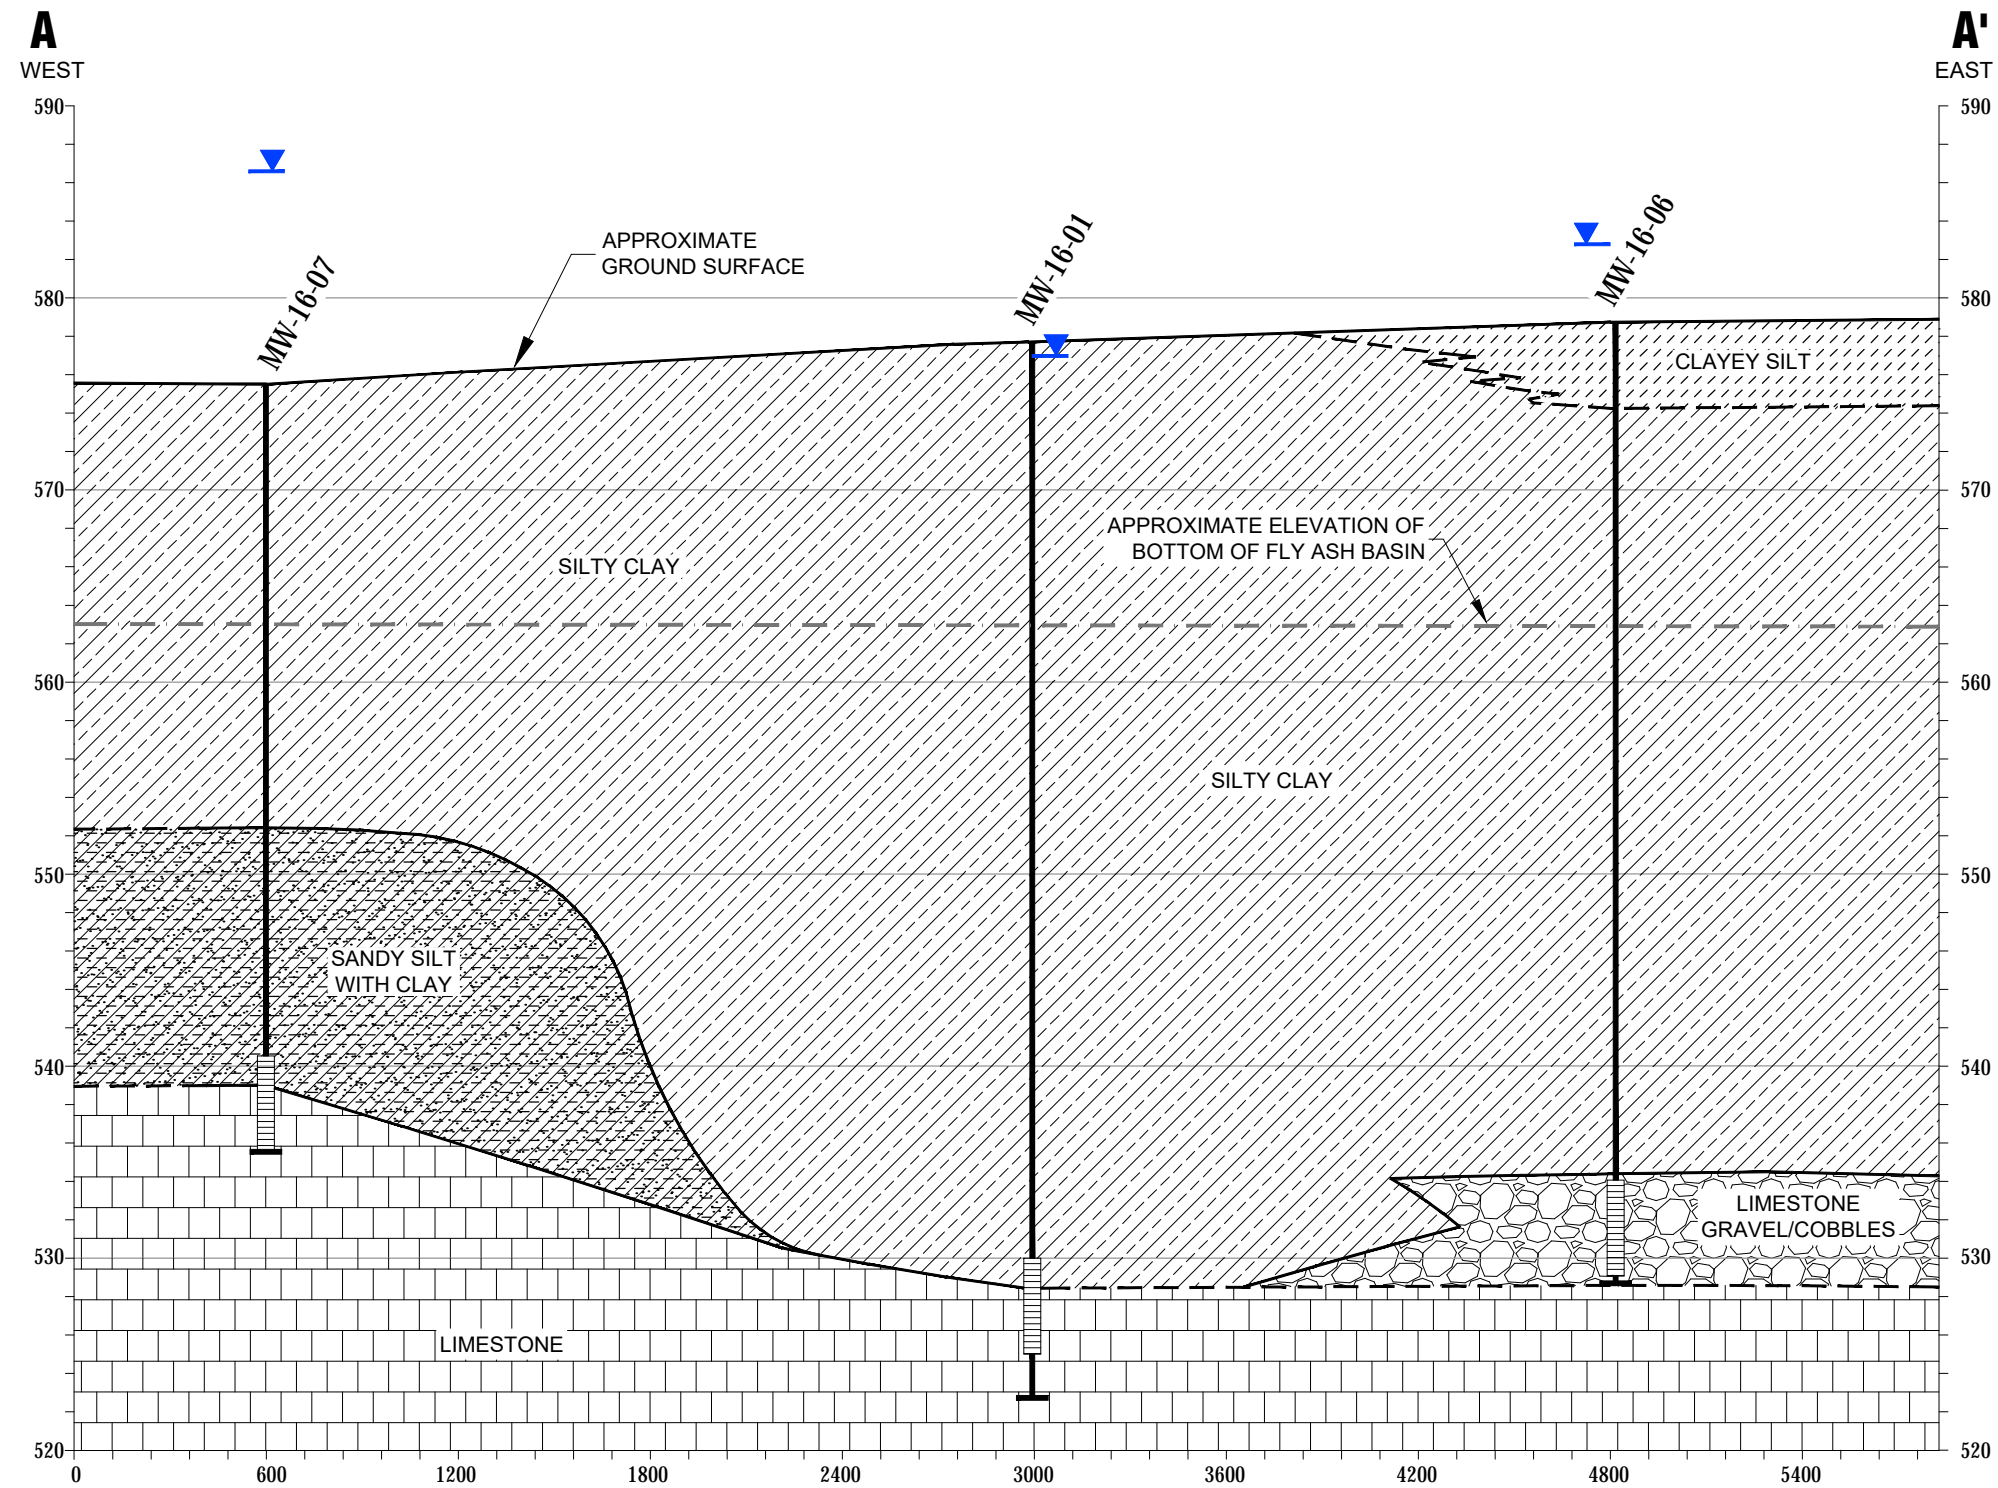 A
A'
WEST
EAST
590
590
MW-16-06
MW-16-01
APPROXIMATE
GROUND SURFACE
MW-16-07
580
580
CLAYEY SILT
570
570
APPROXIMATE ELEVATION OF
BOTTOM OF FLY ASH BASIN
SILTY CLAY
560
560
SILTY CLAY
550
550
SANDY SILT
WITH CLAY
540
540
LIMESTONE
GRAVEL/COBBLES
530
530
LIMESTONE
520
520
0 600 1200 1800 2400 3000 3600 4200 4800 5400